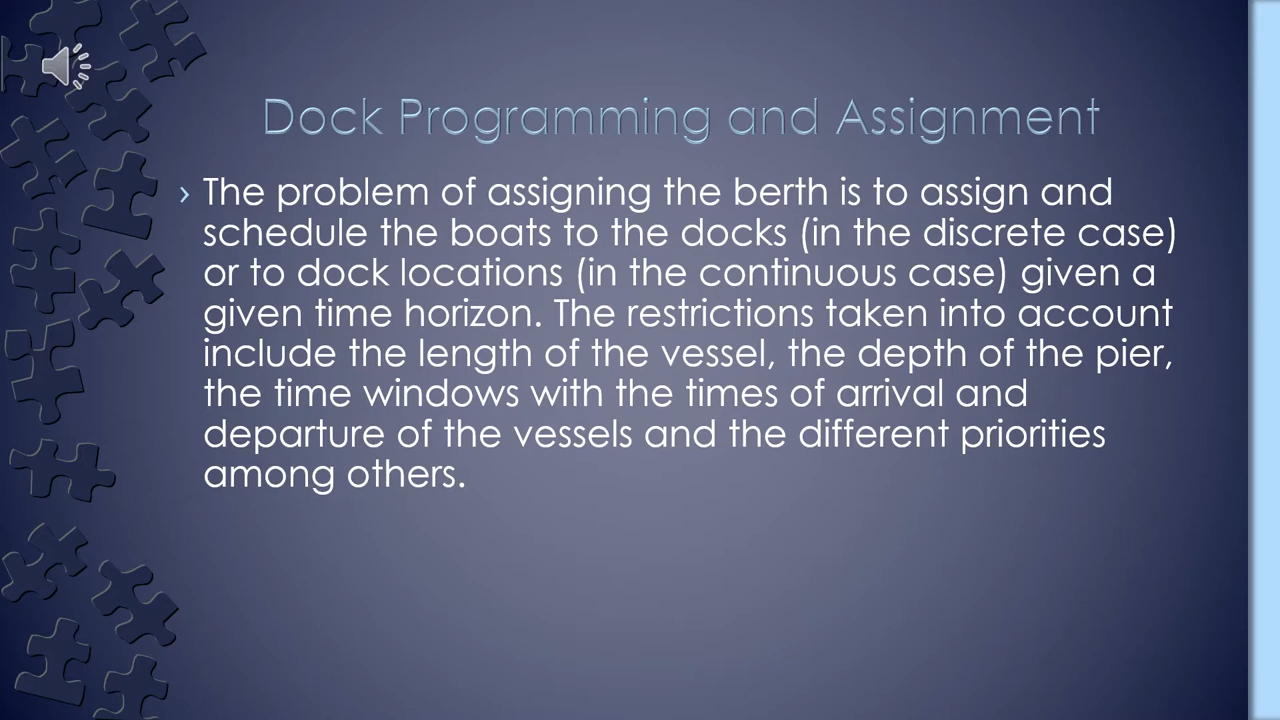 Dock Programming and Assignment
› The problem of assigning the berth is to assign and
schedule the boats to the docks (in the discrete case)
or to dock locations (in the continuous case) given a
given time horizon. The restrictions taken into account
include the length of the vessel, the depth of the pier,
the time windows with the times of arrival and
departure of the vessels and the different priorities
among others.